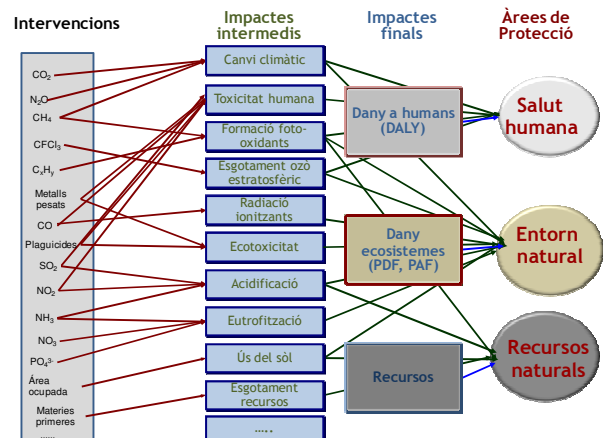 Intervencions
Impactes
intermedis
Impactes
finals
Àrees de
Protecció
CO2
N2O
CH4
CFCl3
CxHy
Metalls
pesats
CO
Plaguicides
SO2
NO2
NH3
NO3
PO43-
Área
ocupada
Materies
primeres
......
Canvi climàtic
Toxicitat humana
Formació foto-
oxidants
Esgotament ozò
estratosfèric
Radiació
ionitzants
Ecotoxicitat
Acidificació
Eutrofització
Ús del sòl
Esgotament
recursos
.....
Dany a humans
(DALY)
Dany
ecosistemes
(PDF, PAF)
Recursos
Salut
humana
Entorn
natural
Recursos
naturals